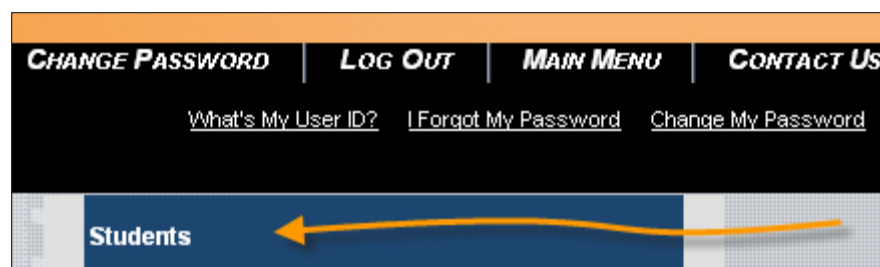 CHANGE PASSWORD LOG OUT MAIN MENU CONTACT US
What's My User ID? I Forgot My Password Change My Password
Students